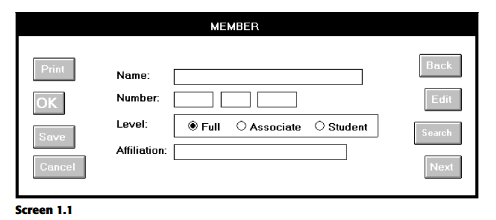 MEMBER
Print
Back
Name:
OK
Number:
Edit
Level:
Full Associate Student
Save
Search
Affiliation:
Cancel
Next
Screen 1.1